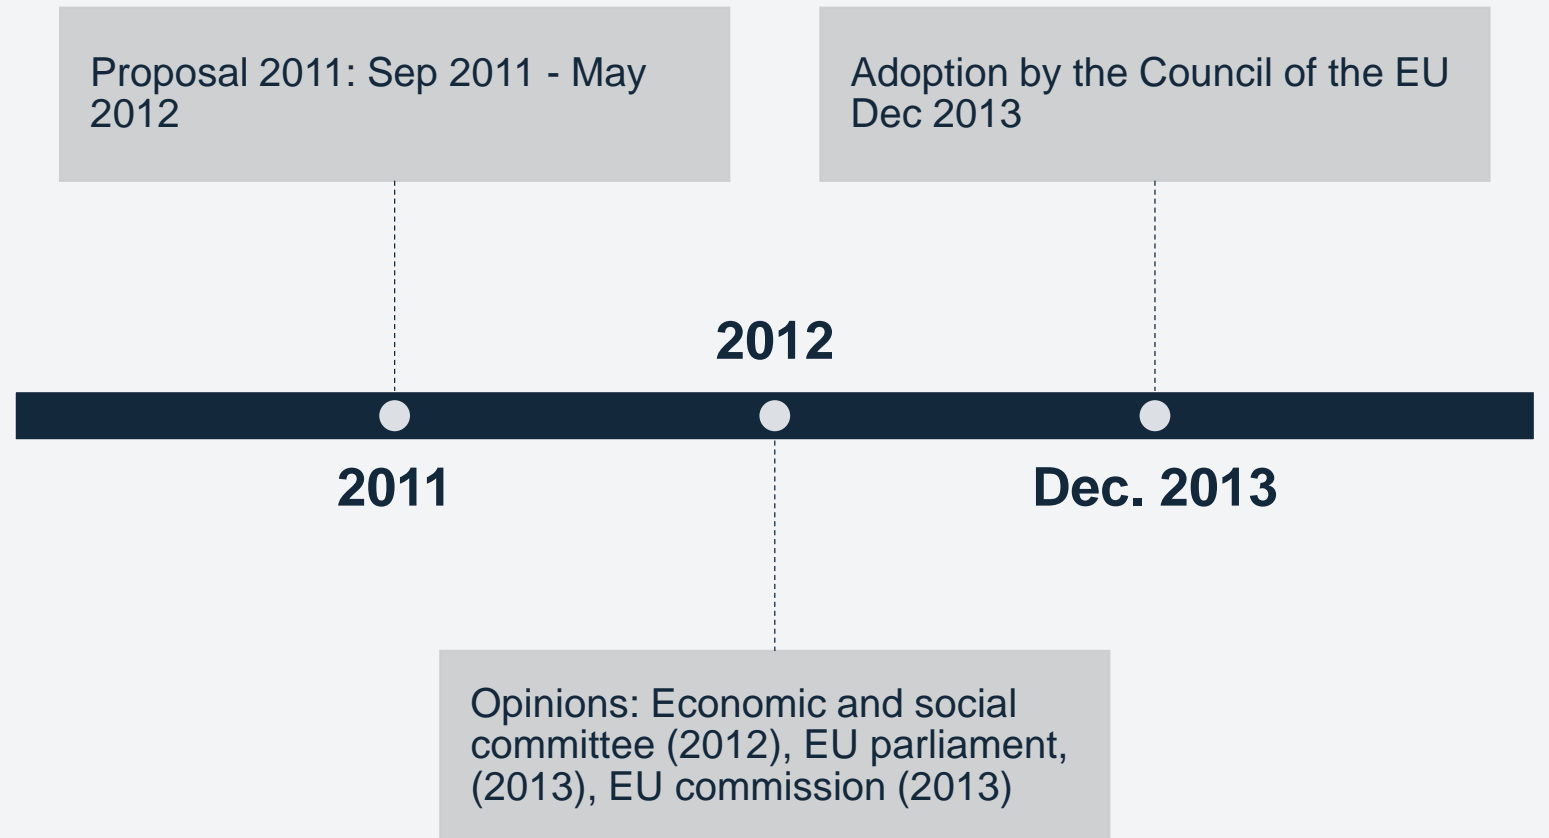 Proposal 2011: Sep 2011 - May
2012
Adoption by the Council of the EU
Dec 2013
2012
2011
Dec. 2013
Opinions: Economic and social
committee (2012), EU parliament,
(2013), EU commission (2013)